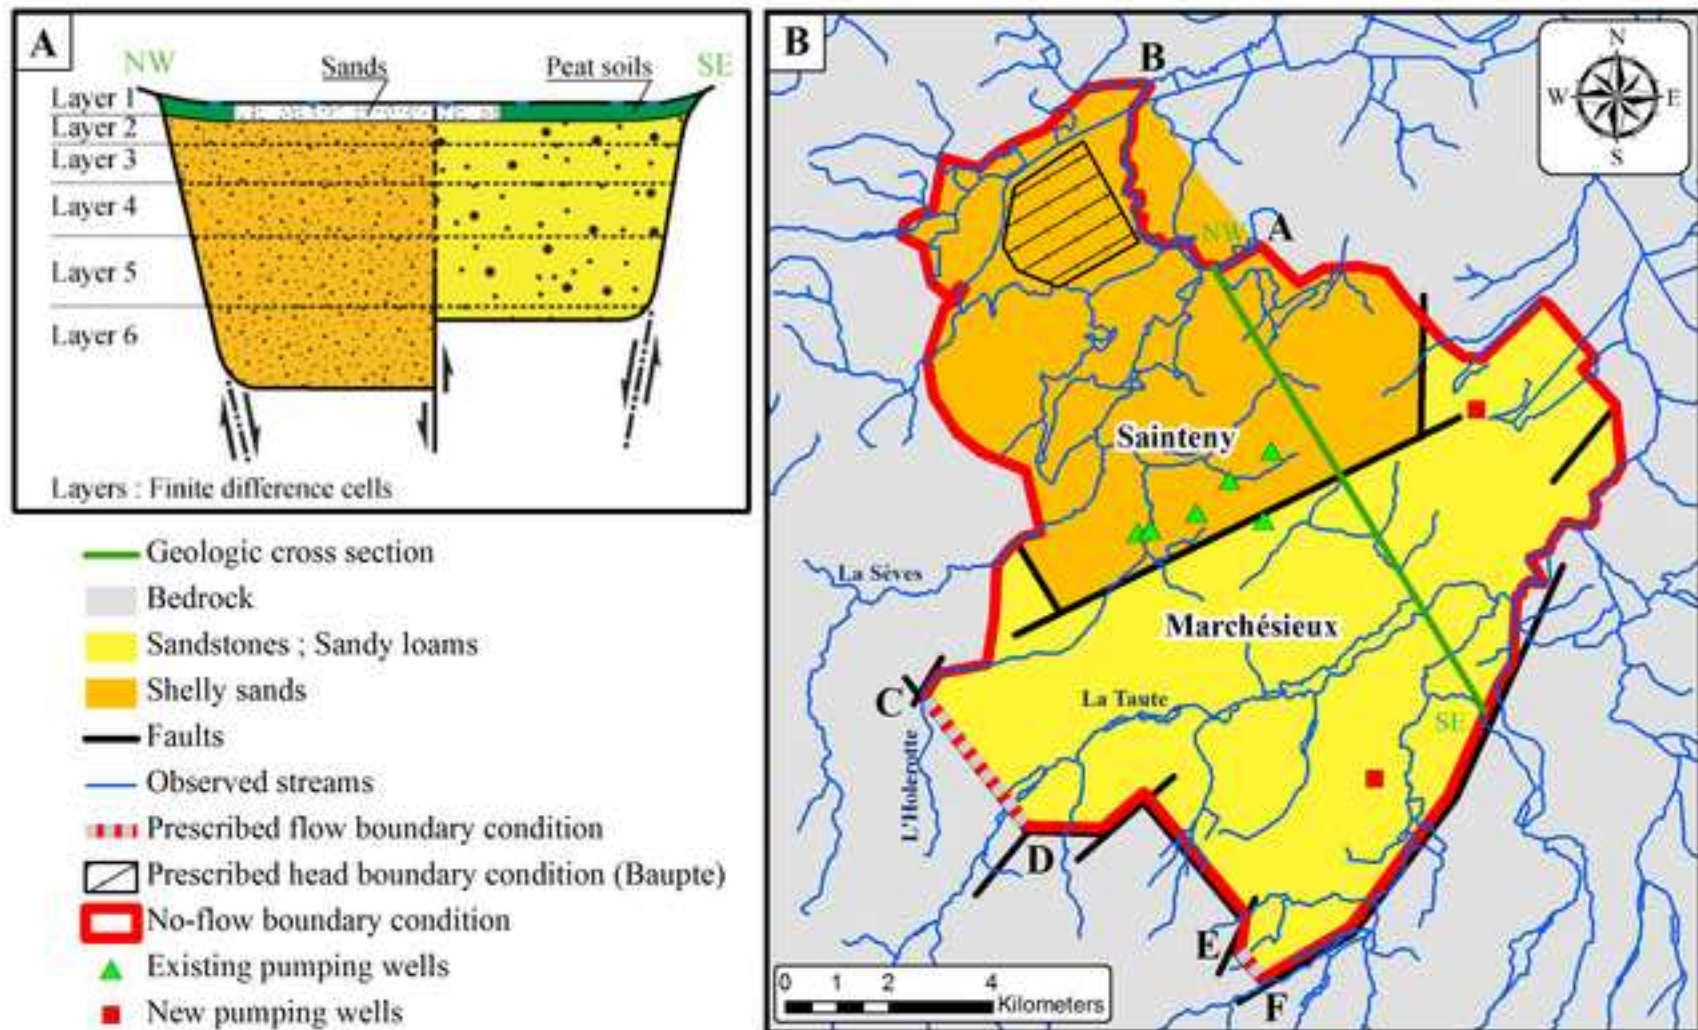 A
NW
Sands
Peat soils
SE
Layer 1
Layer 2
Layer 3
Layer 4
Layer 5
Layer 6
Layers : Finite difference cells
Geologic cross section
Bedrock
Sandstones ; Sandy loams
Shelly sands
Faults
Observed streams
Prescribed flow boundary condition
Prescribed head boundary condition (Baupte)
No-flow boundary condition
Existing pumping wells
New pumping wells
B
N
W
E
S
B
NW
A
Sainteny
La Sèves
Marchésieux
C
La Taute
SE
L'Holerotte
D
E
F
0 1 2 4
Kilometers